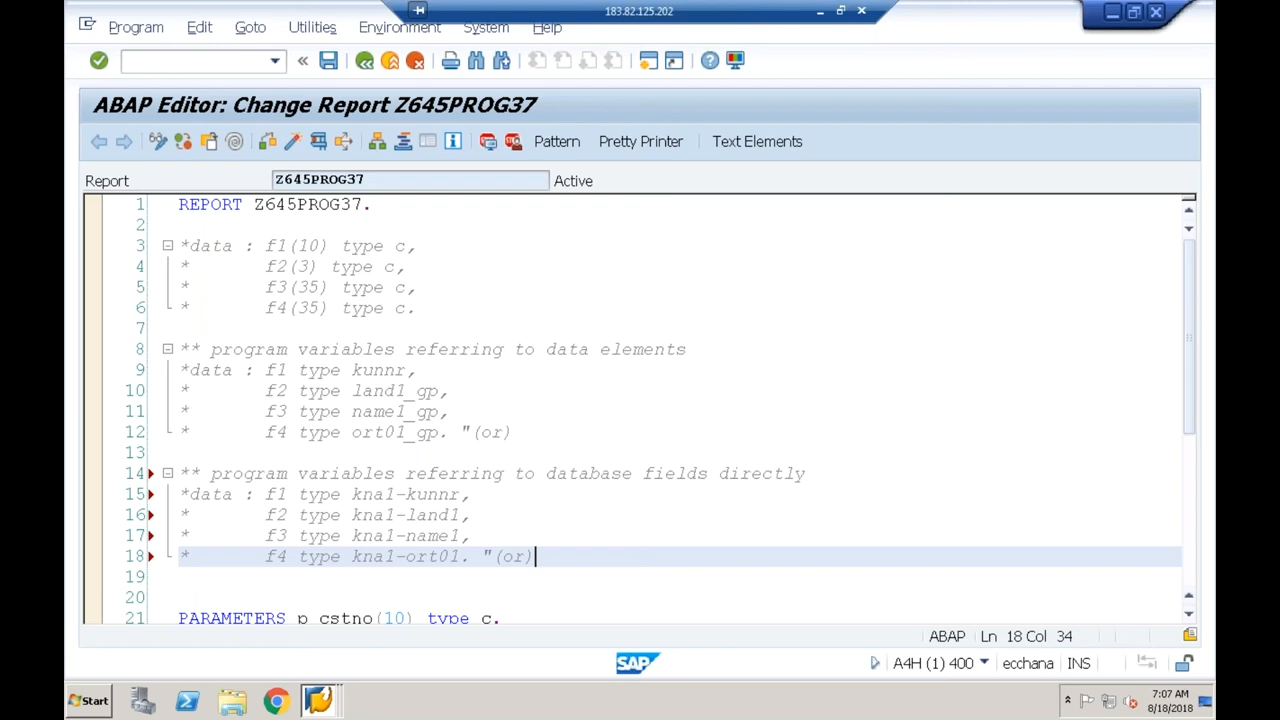 183.82.125.202
Program Edit Goto Utilities Environment System Help
ABAP Editor: Change Report Z645PROG37
Pattern Pretty Printer Text Elements
Report Z645PROG37 Active
1 REPORT Z645PROG37.
2
3 *data : f1(10) type c,
4 * f2(3) type c,
5 * f3(35) type c,
6 * f4(35) type c.
7
8 ** program variables referring to data elements
9 *data : f1 type kunnr,
10 * f2 type land1_gp,
11 * f3 type name1_gp,
12 * f4 type ort01_gp. "(or)
13
14 ** program variables referring to database fields directly
15 *data : f1 type kna1-kunnr,
16 * f2 type kna1-land1,
17 * f3 type kna1-name1,
18 * f4 type kna1-ort01. "(or)
19
20
21 PARAMETERS p_cstno(10) type c.
ABAP Ln 18 Col 34
SAP A4H (1) 400 ecchana INS
Start 7:07 AM
8/18/2018